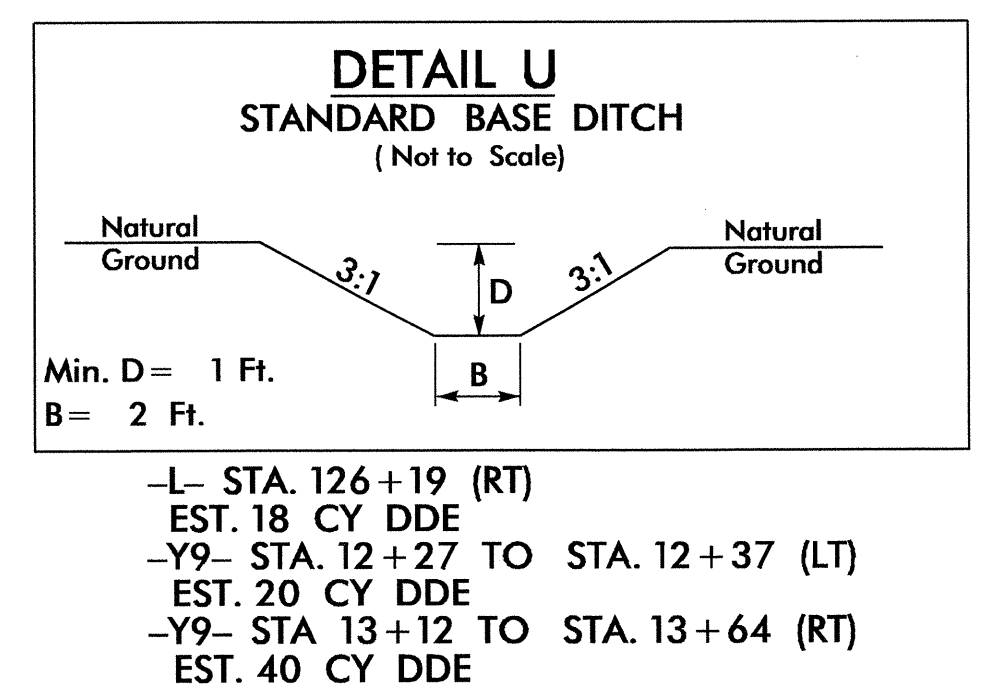 DETAIL U
STANDARD BASE DITCH
( Not to Scale)
Natural
Ground
3:1
D
3:1
Natural
Ground
Min. D= 1 Ft.
B= 2 Ft.
B
–L– STA. 126+19 (RT)
EST. 18 CY DDE
–Y9– STA. 12+27 TO STA. 12+37 (LT)
EST. 20 CY DDE
–Y9– STA 13+12 TO STA. 13+64 (RT)
EST. 40 CY DDE